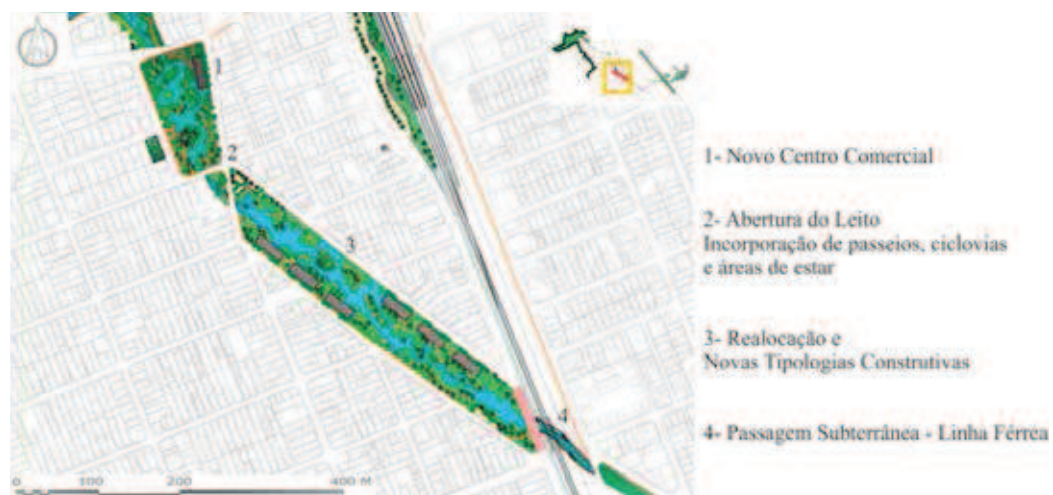 1
2
3
4
1- Novo Centro Comercial
2- Abertura do Leito
Incorporação de passeios, ciclovias
e áreas de estar
3- Realocação e
Novas Tipologias Construtivas
4- Passagem Subterrânea - Linha Férrea
0 100 200 400 M